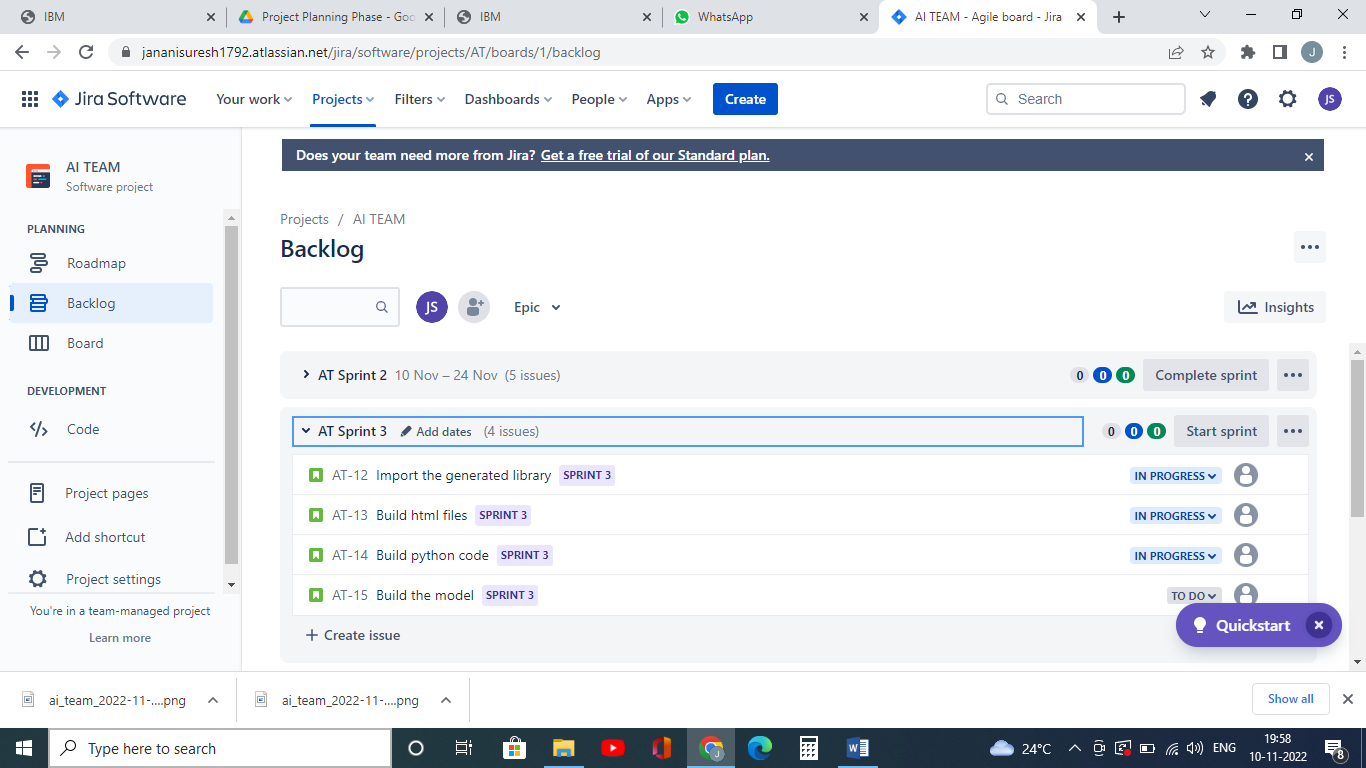 IBM
Project Planning Phase - Goo
IBM
WhatsApp
AI TEAM - Agile board - Jira
jananisuresh1792.atlassian.net/jira/software/projects/AT/boards/1/backlog
J
Jira Software
Your work
Projects
Filters
Dashboards
People
Apps
Create
Search
JS
AI TEAM
Software project
PLANNING
Roadmap
Backlog
Board
DEVELOPMENT
Code
Project pages
Add shortcut
Project settings
You're in a team-managed project
Learn more
Does your team need more from Jira? Get a free trial of our Standard plan.
Projects / AI TEAM
Backlog
JS
Epic
Insights
AT Sprint 2 10 Nov – 24 Nov (5 issues) 0 0 0 Complete sprint
AT Sprint 3 Add dates (4 issues) 0 0 0 Start sprint
AT-12 Import the generated library SPRINT 3 IN PROGRESS
AT-13 Build html files SPRINT 3 IN PROGRESS
AT-14 Build python code SPRINT 3 IN PROGRESS
AT-15 Build the model SPRINT 3 TO DO
+ Create issue
Quickstart
ai_team_2022-11-....png
ai_team_2022-11-....png
Show all
Type here to search
24°C
ENG
19:58
10-11-2022
8